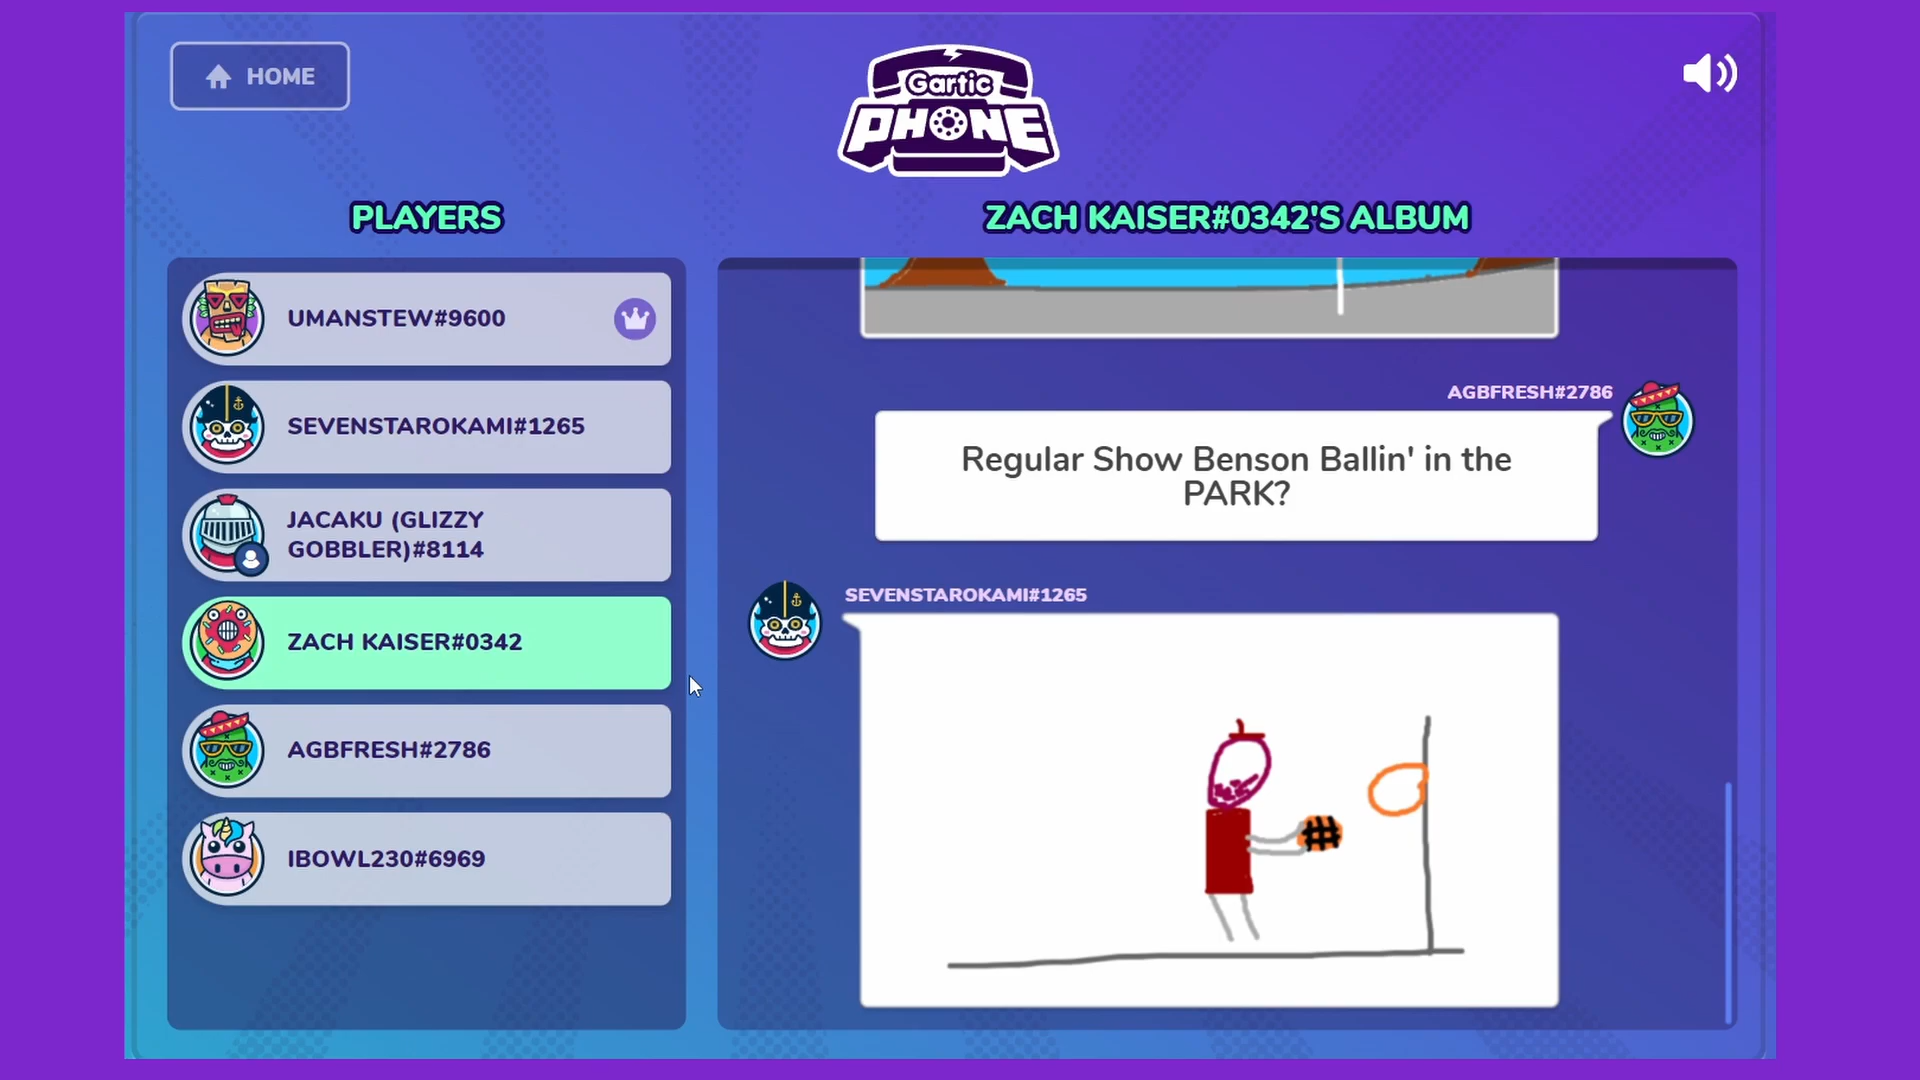 HOME
Gartic
PHONE
PLAYERS
ZACH KAISER#0342'S ALBUM
UMANSTEW#9600
SEVENSTAROKAMI#1265
JACAKU (GLIZZY
GOBBLER)#8114
ZACH KAISER#0342
AGBFRESH#2786
IBOWL230#6969
AGBFRESH#2786
Regular Show Benson Ballin' in the
PARK?
SEVENSTAROKAMI#1265